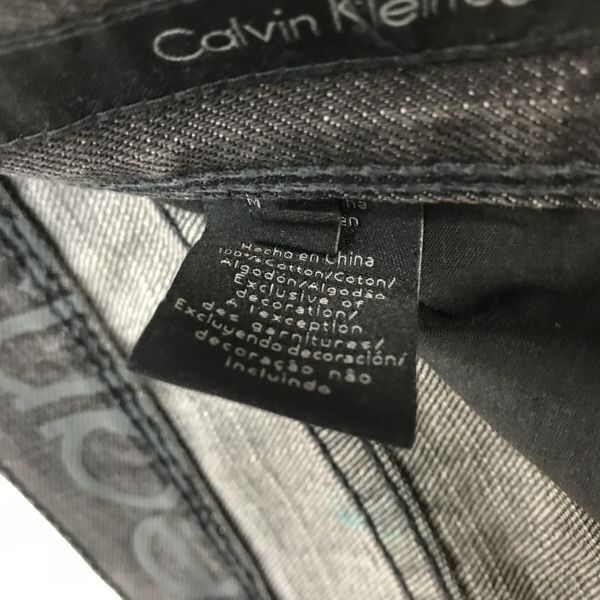 Calvin Klein
Hecho en China
100% Cotton/Coton/
Algodón/Algodão
Exclusive of
decoration/
A l'exception
des garnitures/
Excluyendo decoración/
decoração não
incluindo